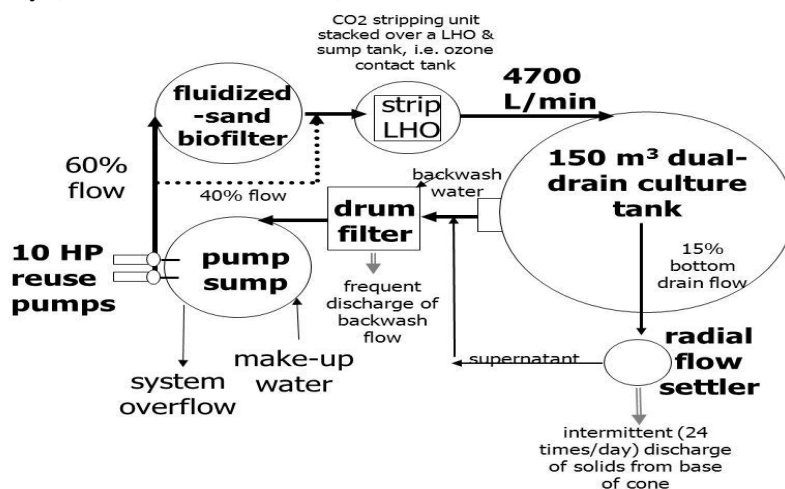 CO2 stripping unit
stacked over a LHO &
sump tank, i.e. ozone
contact tank
4700
L/min
fluidized
-sand
biofilter
strip
LHO
150 m³ dual-
drain culture
tank
60%
flow
40% flow
backwash
water
drum
filter
10 HP
reuse
pumps
pump
sump
15%
bottom
drain flow
frequent
discharge of
backwash
flow
make-up
water
system
overflow
supernatant
radial
flow
settler
intermittent (24
times/day) discharge
of solids from base
of cone